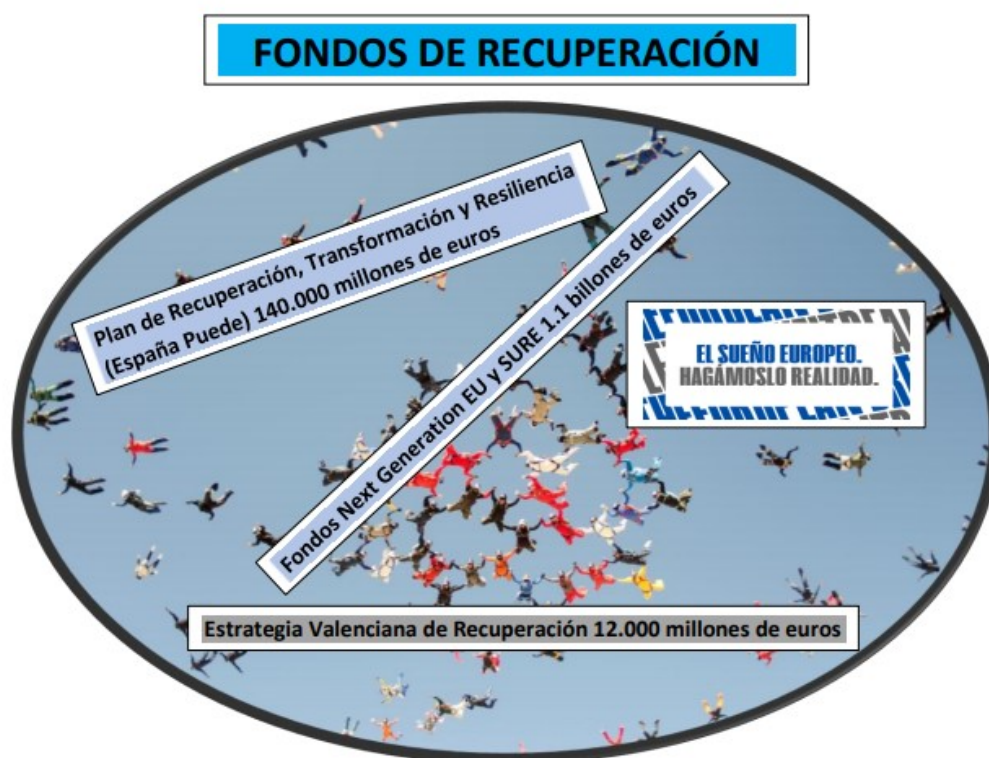 FONDOS DE RECUPERACIÓN
Plan de Recuperación, Transformación y Resiliencia
(España Puede) 140.000 millones de euros
Fondos Next Generation EU y SURE 1.1 billones de euros
EL SUEÑO EUROPEO.
HAGÁMOSLO REALIDAD.
Estrategia Valenciana de Recuperación 12.000 millones de euros